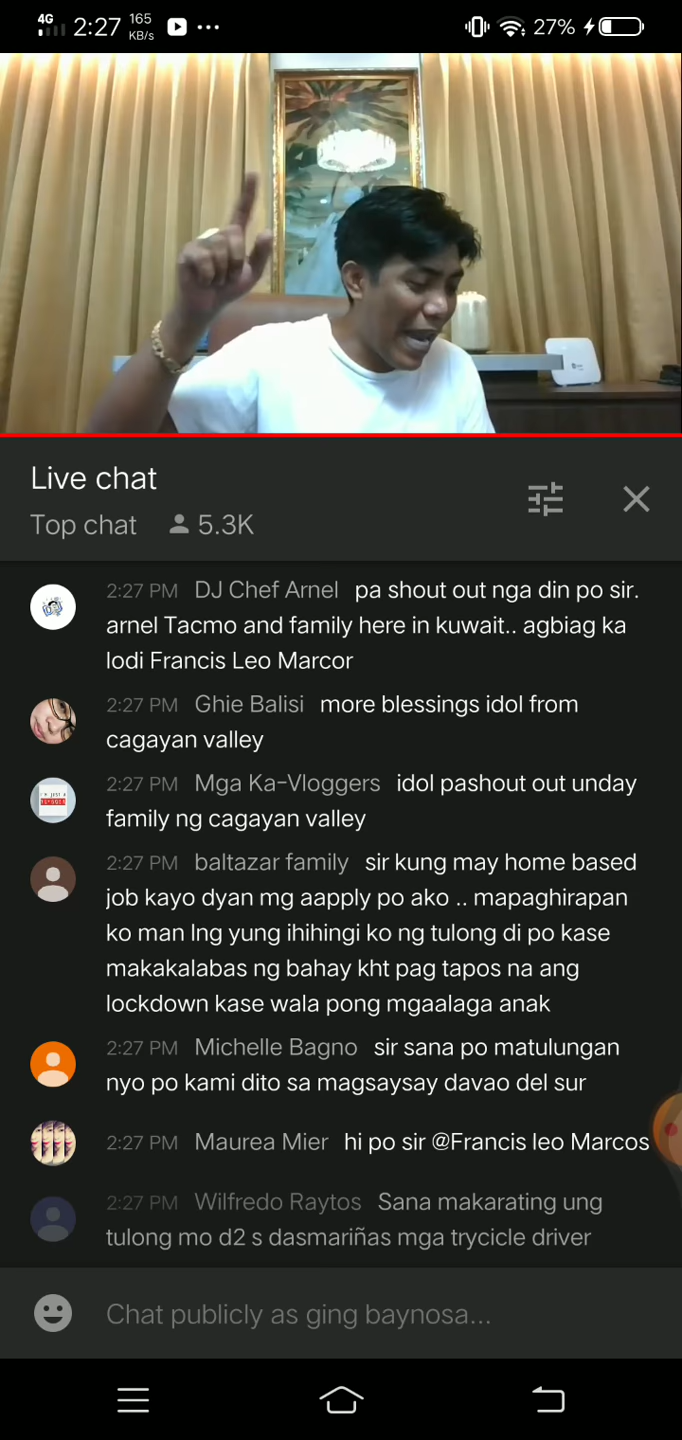 4G 2:27 165 KB/s 27%
Live chat
Top chat 5.3K
2:27 PM DJ Chef Arnel pa shout out nga din po sir.
arnel Tacmo and family here in kuwait.. agbiag ka
lodi Francis Leo Marcor
2:27 PM Ghie Balisi more blessings idol from
cagayan valley
2:27 PM Mga Ka-Vloggers idol pashout out unday
family ng cagayan valley
2:27 PM baltazar family sir kung may home based
job kayo dyan mg aapply po ako .. mapaghirapan
ko man lng yung ihihingi ko ng tulong di po kase
makakalabas ng bahay kht pag tapos na ang
lockdown kase wala pong mgaalaga anak
2:27 PM Michelle Bagno sir sana po matulungan
nyo po kami dito sa magsaysay davao del sur
2:27 PM Maurea Mier hi po sir @Francis leo Marcos
2:27 PM Wilfredo Raytos Sana makarating ung
tulong mo d2 s dasmariñas mga trycicle driver
Chat publicly as ging baynosa...